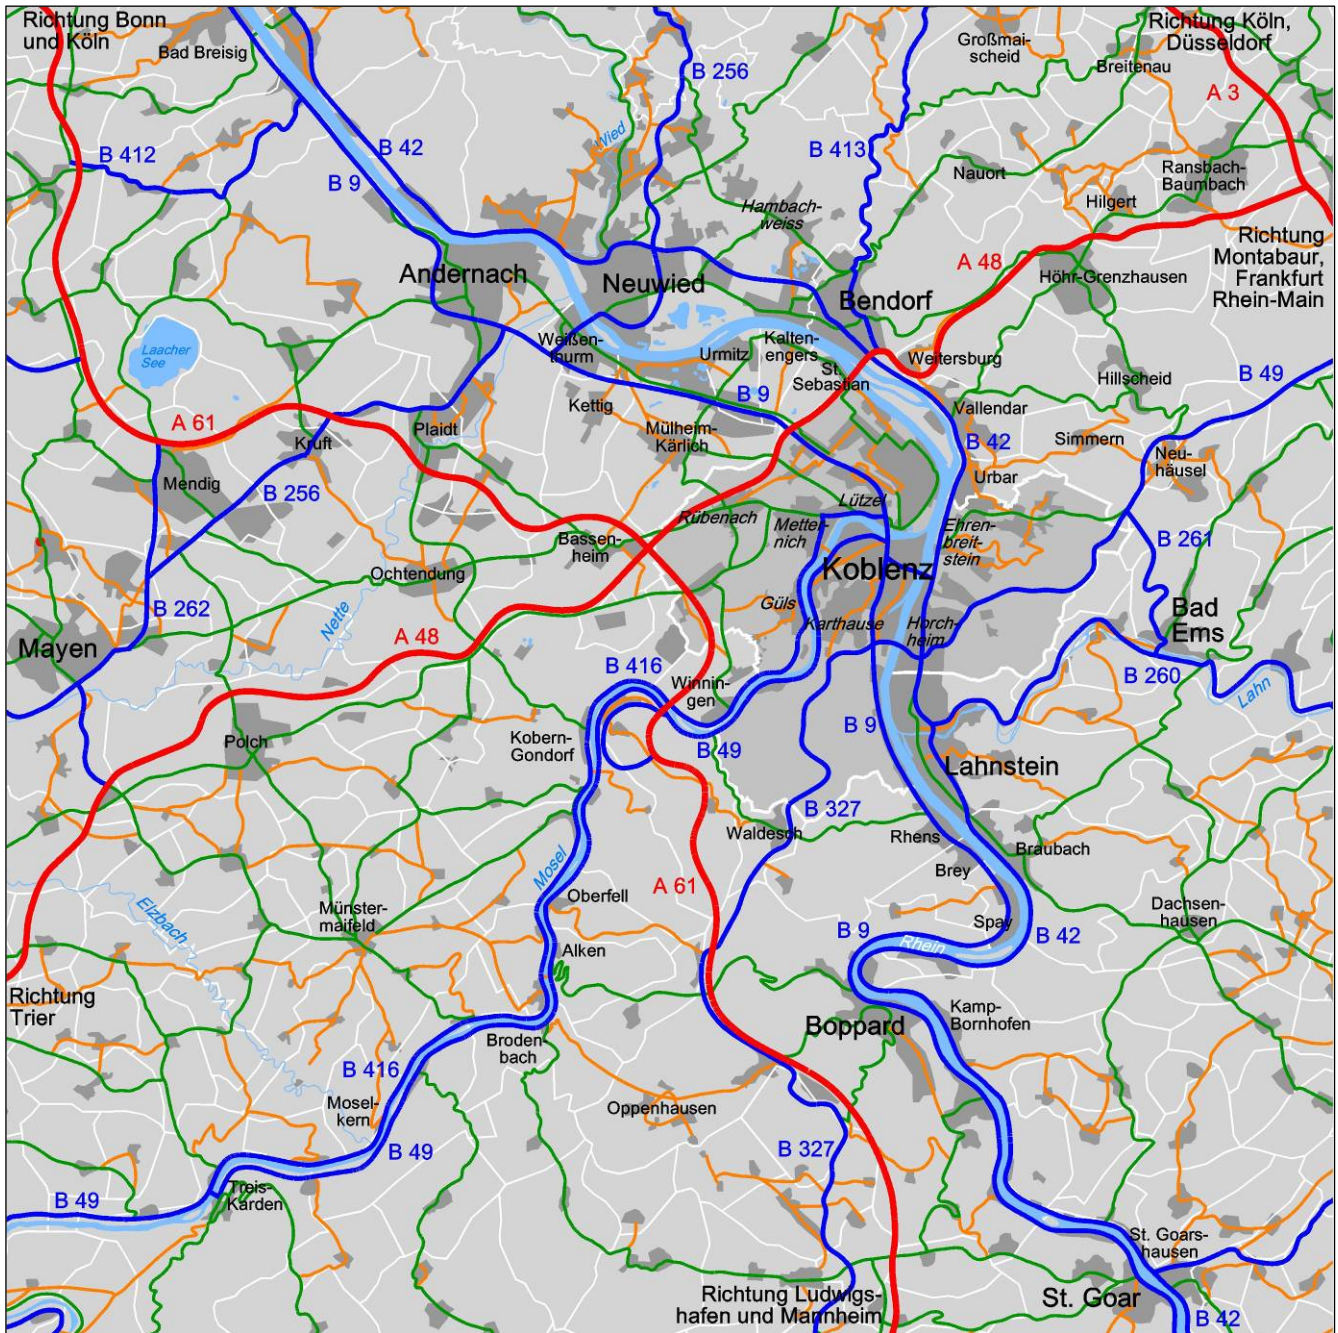 Richtung Bonn
und Köln
Bad Breisig
B 256
Großmai-
scheid
Richtung Köln,
Düsseldorf
Breitenau
A 3
B 412
B 42
B 9
Wied
B 413
Nauort
Ransbach-
Baumbach
Hilgert
Hambach-
weiss
Richtung
Montabaur,
Frankfurt
Rhein-Main
Andernach
Neuwied
Bendorf
A 48
Höhr-Grenzhausen
Laacher
See
Weißen-
thurm
Urmitz
Kalten-
engers
St.
Sebastian
Weitersburg
Hillscheid
B 49
A 61
Kruft
Plaidt
Kettig
B 9
Mülheim-
Kärlich
Vallendar
B 42
Simmern
Neu-
häusel
Urbar
Mendig
B 256
Rübenach
Lützel
Metter-
nich
Ehren-
breit-
stein
Bassen-
heim
Koblenz
B 261
Ochtendung
B 262
Nette
Güls
Karthause
Horch-
heim
Bad
Ems
Mayen
A 48
B 416
Winnin-
gen
B 260
Lahn
Polch
Kobern-
Gondorf
B 49
B 9
Lahnstein
B 327
Waldesch
Rhens
Braubach
Brey
Mosel
A 61
Oberfell
Elzbach
Münster-
maifeld
Dachsen-
hausen
Spay
B 9
Rhein
B 42
Alken
Richtung
Trier
Kamp-
Bornhofen
Boppard
Broden-
bach
B 416
Mosel-
kern
Oppenhausen
B 327
B 49
B 49
Treis-
Karden
St. Goars-
hausen
Richtung Ludwigs-
hafen und Mannheim
St. Goar
B 42